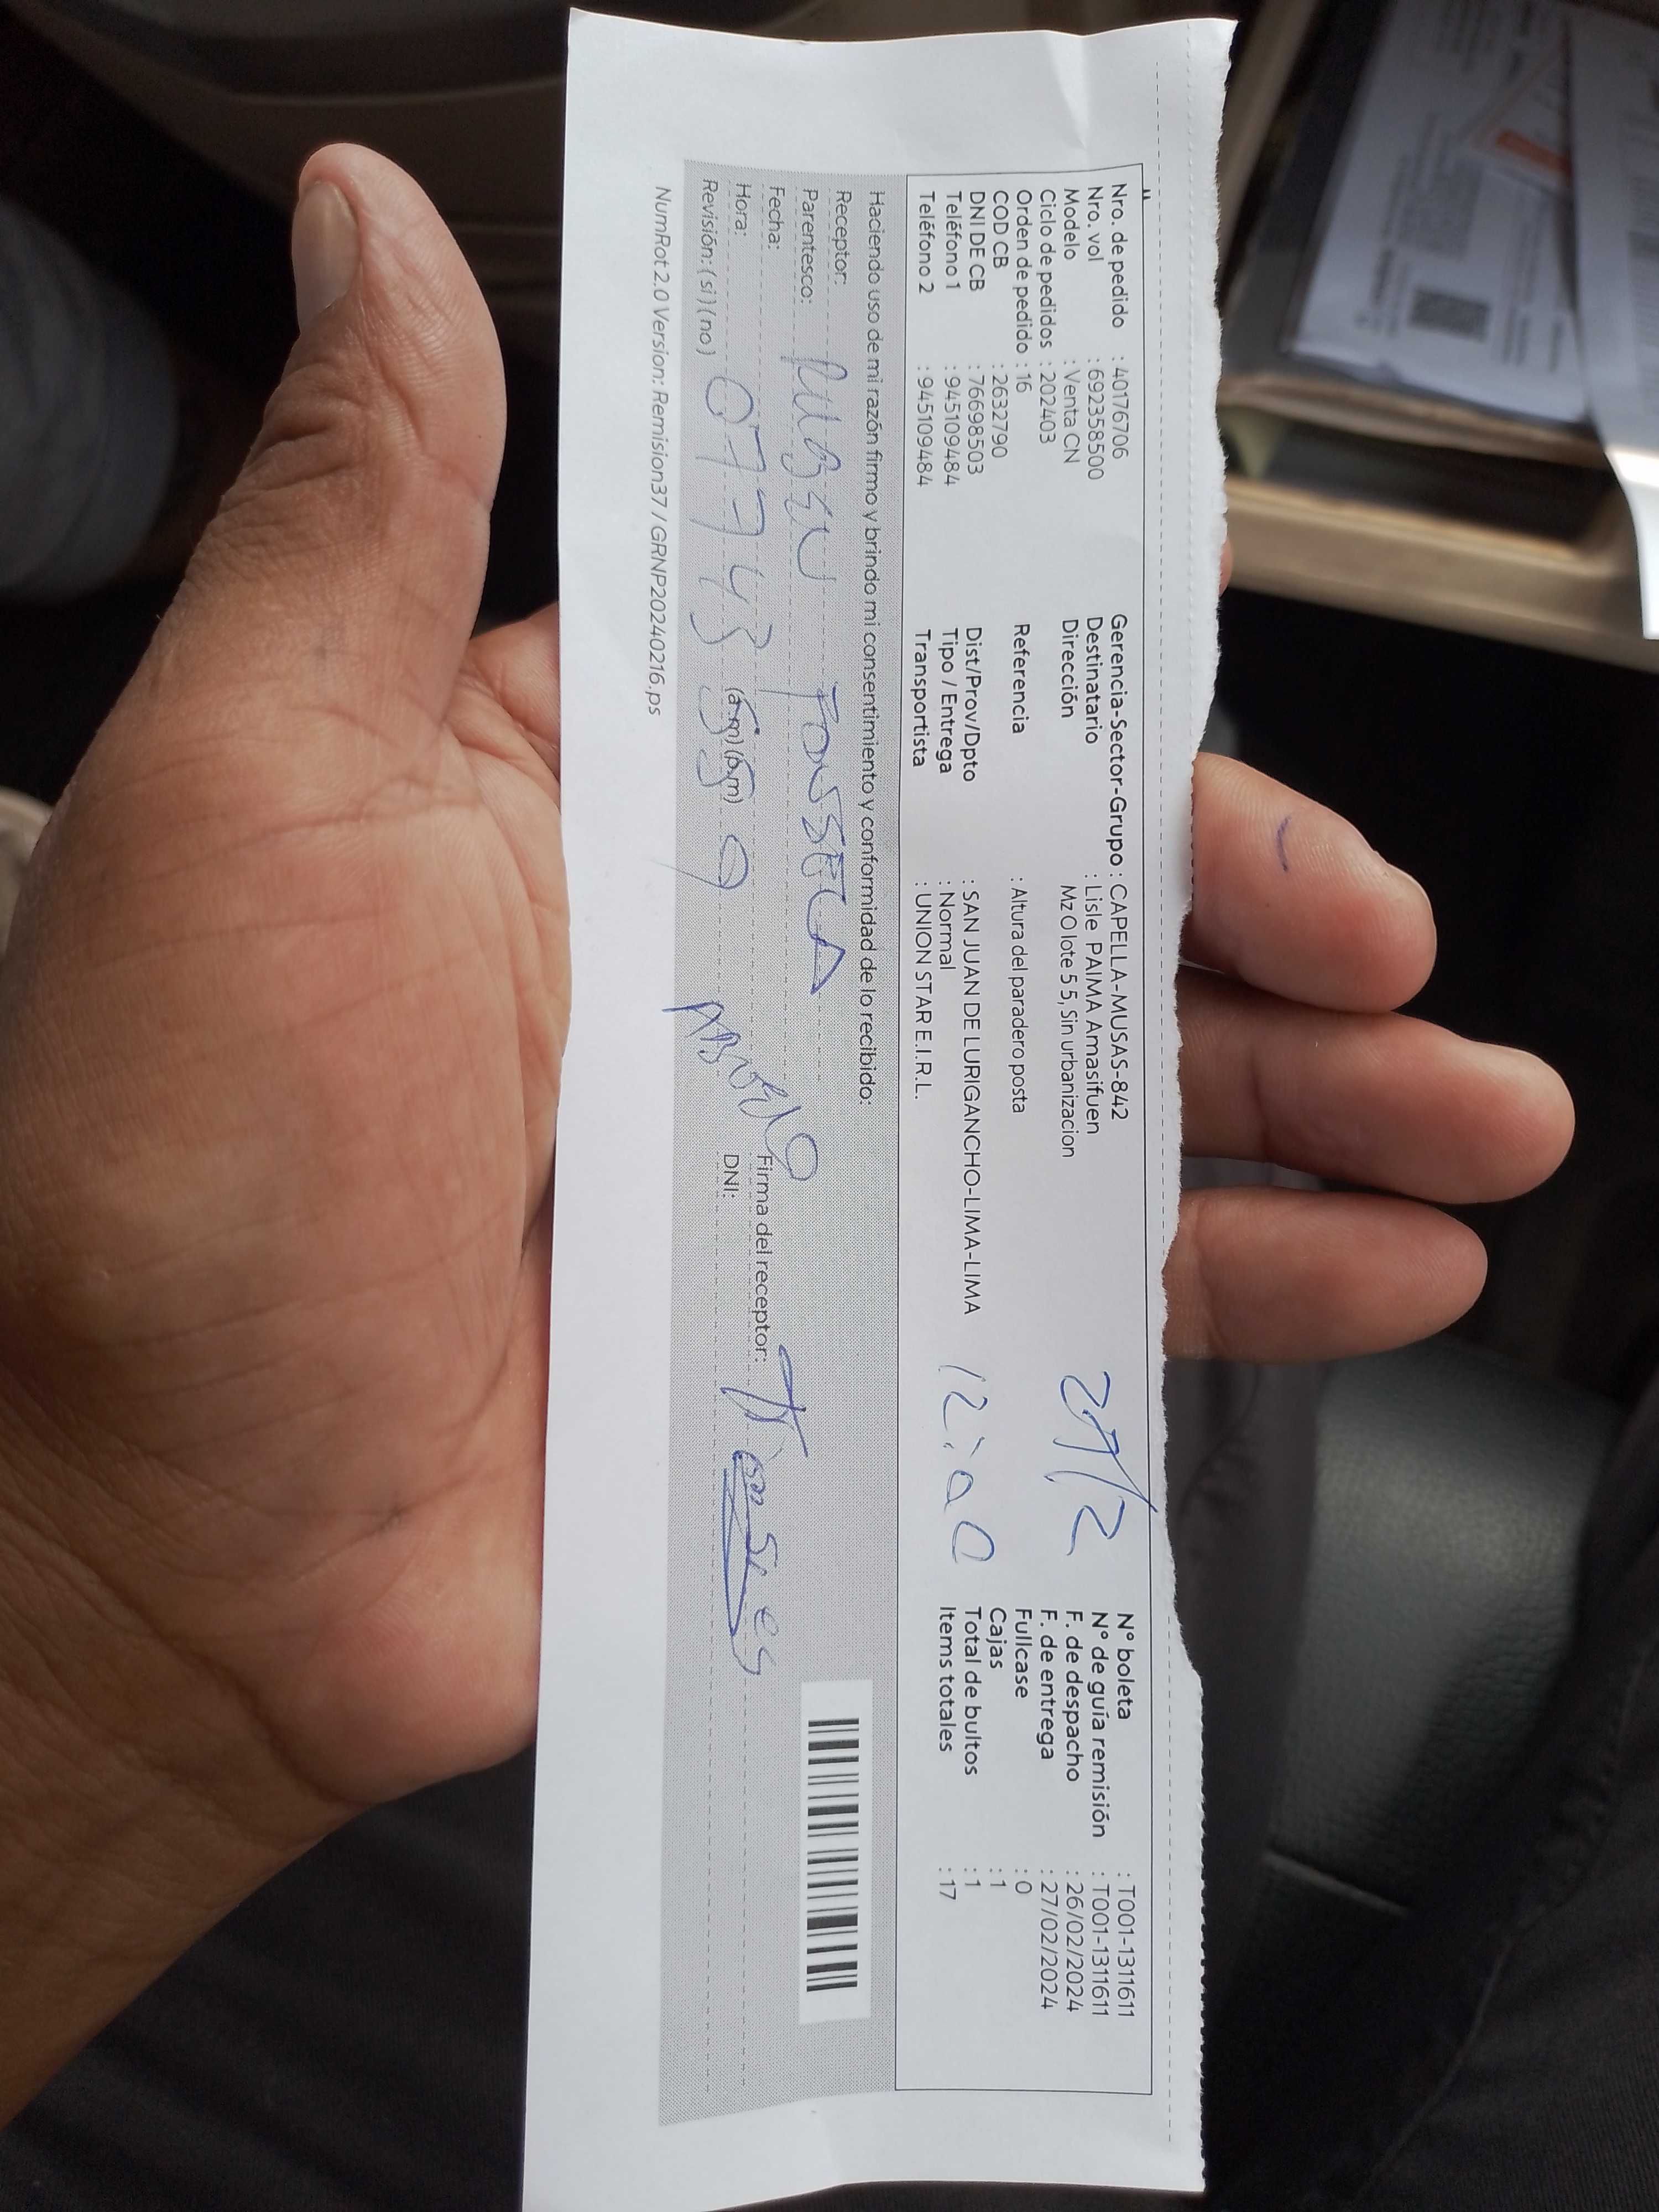 Nro. de pedido : 40176706
Nro. vol : 692358500
Modelo : Venta CN
Ciclo de pedidos : 202403
Orden de pedido : 16
COD CB : 2632790
DNI DE CB : 76698503
Teléfono 1 : 945109484
Teléfono 2 : 945109484
Gerencia-Sector-Grupo : CAPELLA-MUSAS-842
Destinatario : Lisle PAIMA Amasifuen
Dirección Mz O lote 5 5, Sin urbanizacion
Referencia : Altura del paradero posta
Dist/Prov/Dpto : SAN JUAN DE LURIGANCHO-LIMA-LIMA
Tipo / Entrega : Normal
Transportista : UNION STAR E.I.R.L.
27/2
N° boleta : T001-1311611
N° de guía remisión : T001-1311611
F. de despacho : 26/02/2024
F. de entrega : 27/02/2024
Fullcase : 0
Cajas : 1
Total de bultos : 1
Items totales : 17
Haciendo uso de mi razón firmo y brindo mi consentimiento y conformidad de lo recibido:
Receptor:
Parentesco:
Fecha:
Hora: (a.m) (p.m)
Revisión: (si) (no)
Firma del receptor:
DNI:
NumRot 2.0 Version: Remision37 / GRNP20240216.ps